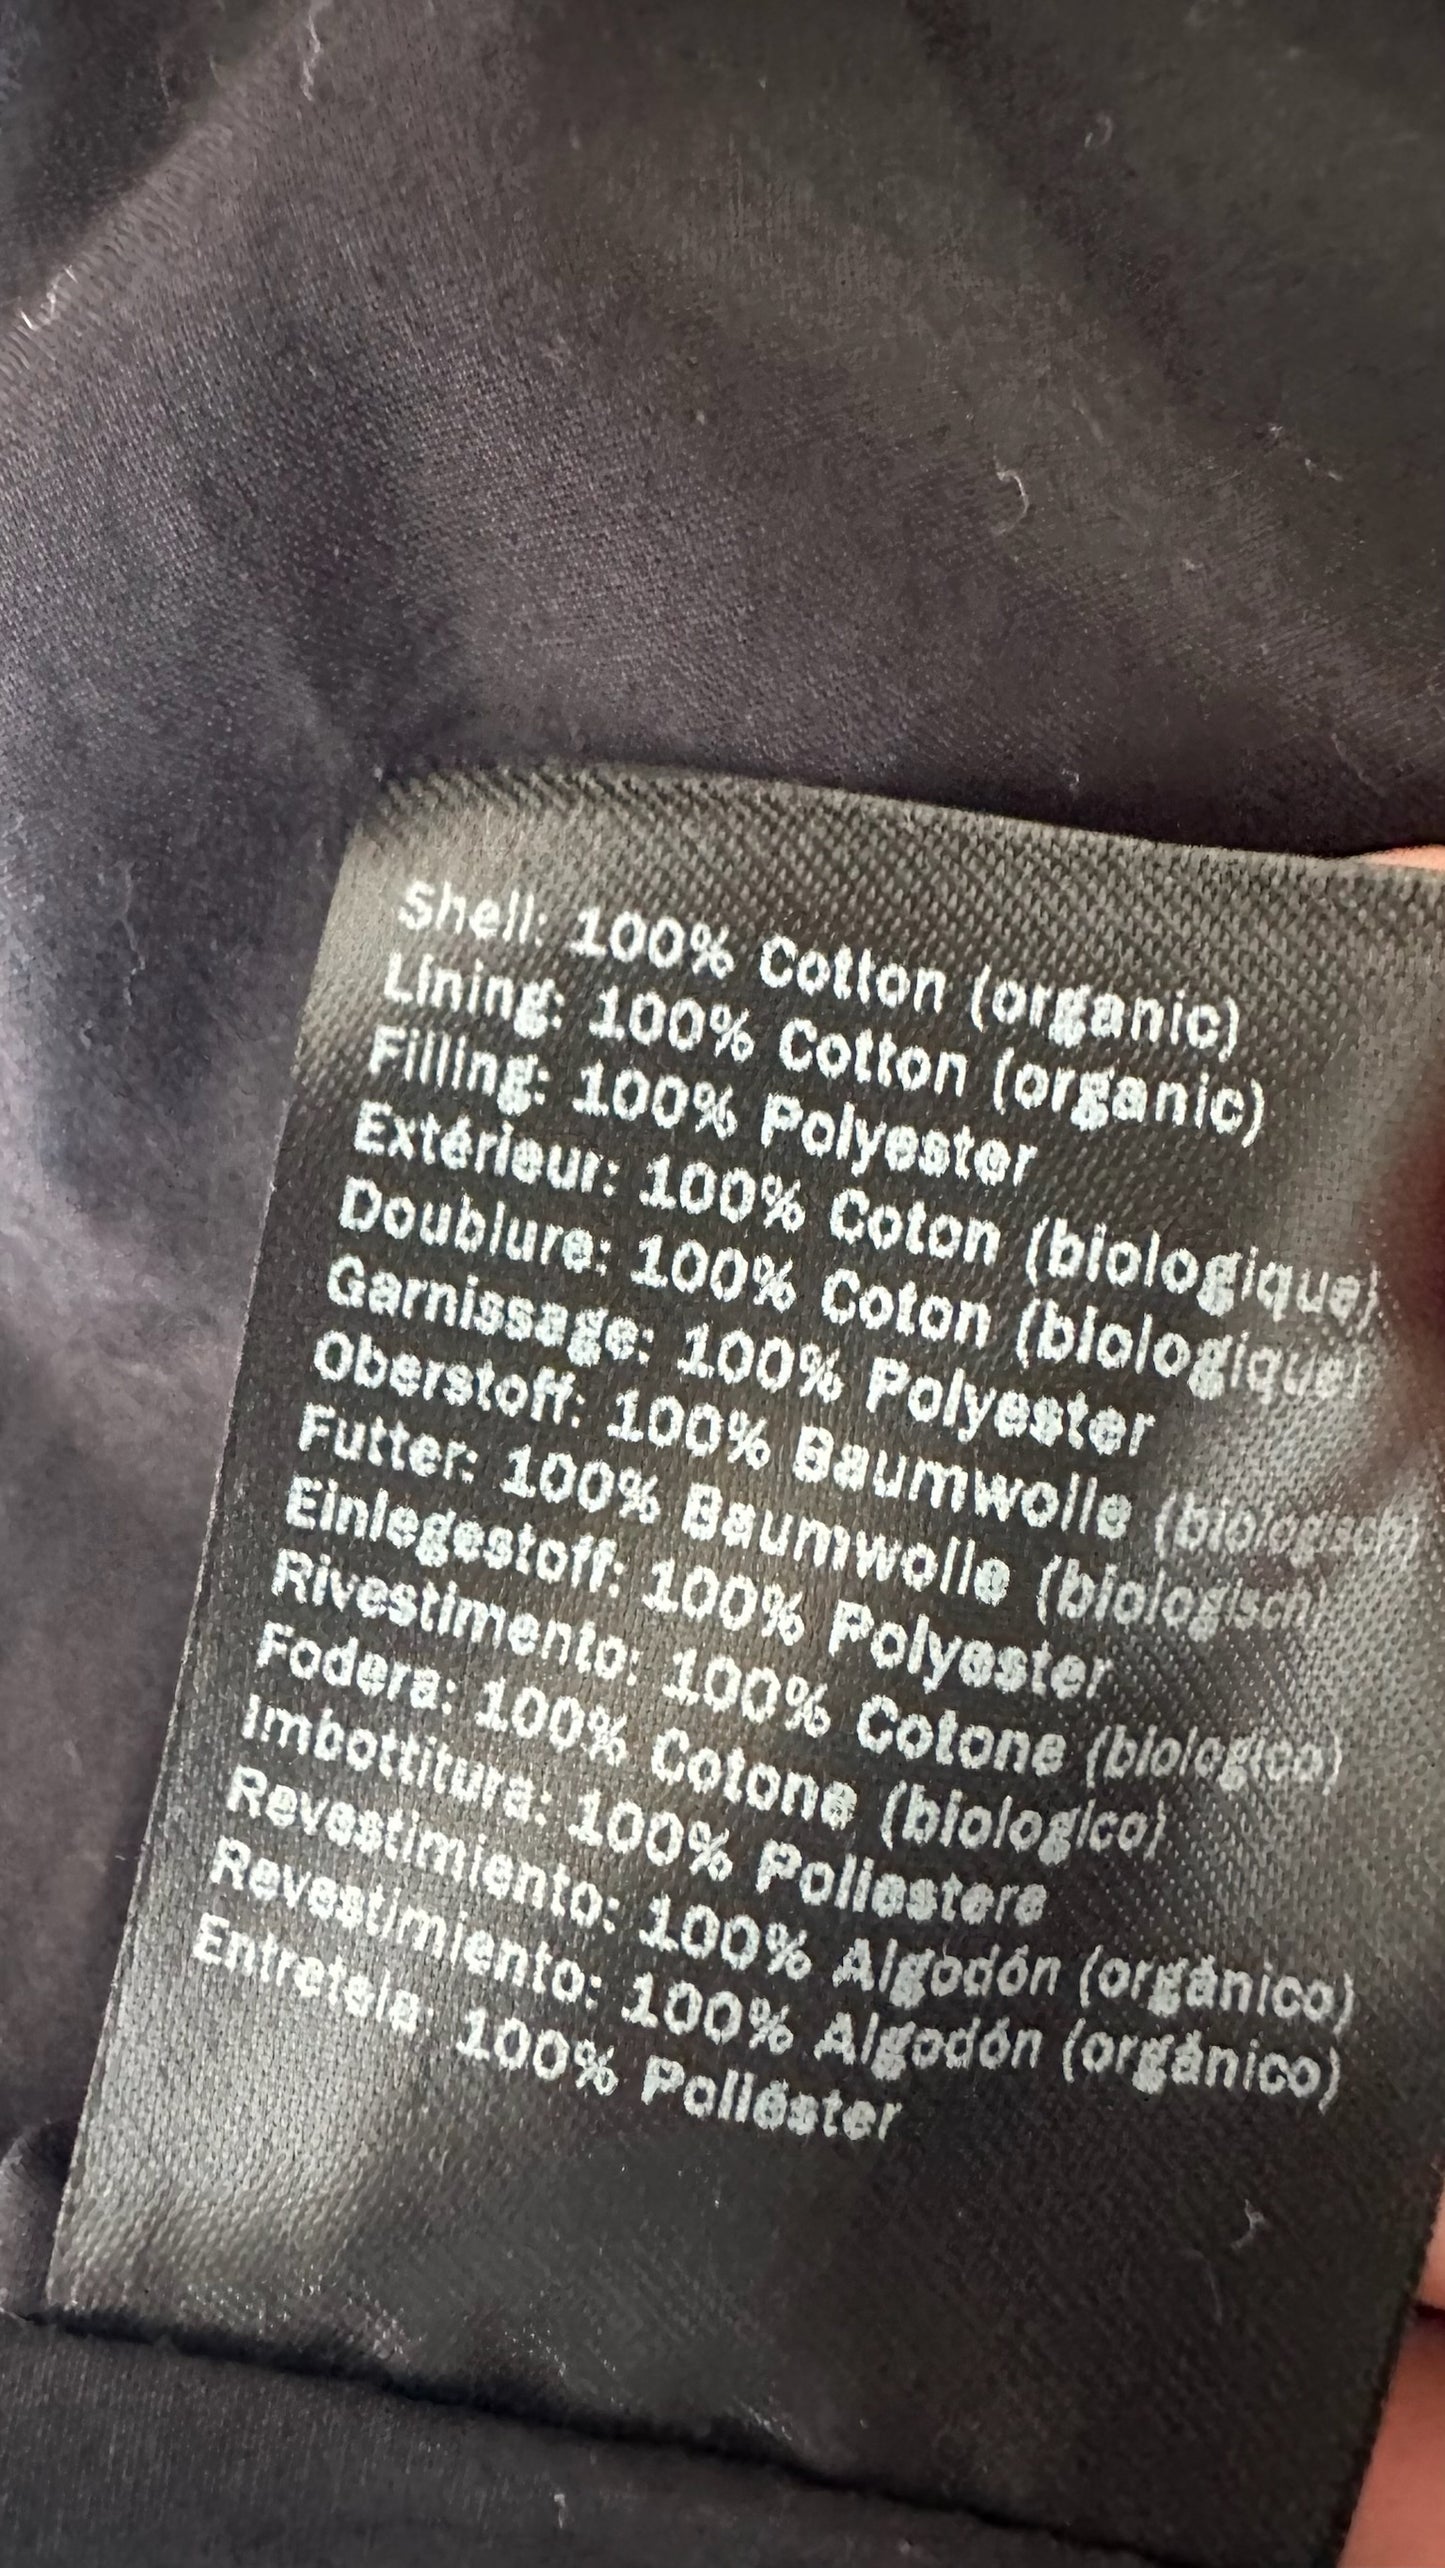 Shell: 100% Cotton (organic)
Lining: 100% Cotton (organic)
Filling: 100% Polyester
Extérieur: 100% Coton (biologique)
Doublure: 100% Coton (biologique)
Garnissage: 100% Polyester
Oberstoff: 100% Baumwolle (biologisch)
Futter: 100% Baumwolle (biologisch)
Einlegestoff: 100% Polyester
Rivestimento: 100% Cotone (biologico)
Fodera: 100% Cotone (biologico)
Imbottitura: 100% Poliestere
Revestimiento: 100% Algodón (orgánico)
Revestimiento: 100% Algodón (orgánico)
Entretela: 100% Poliéster